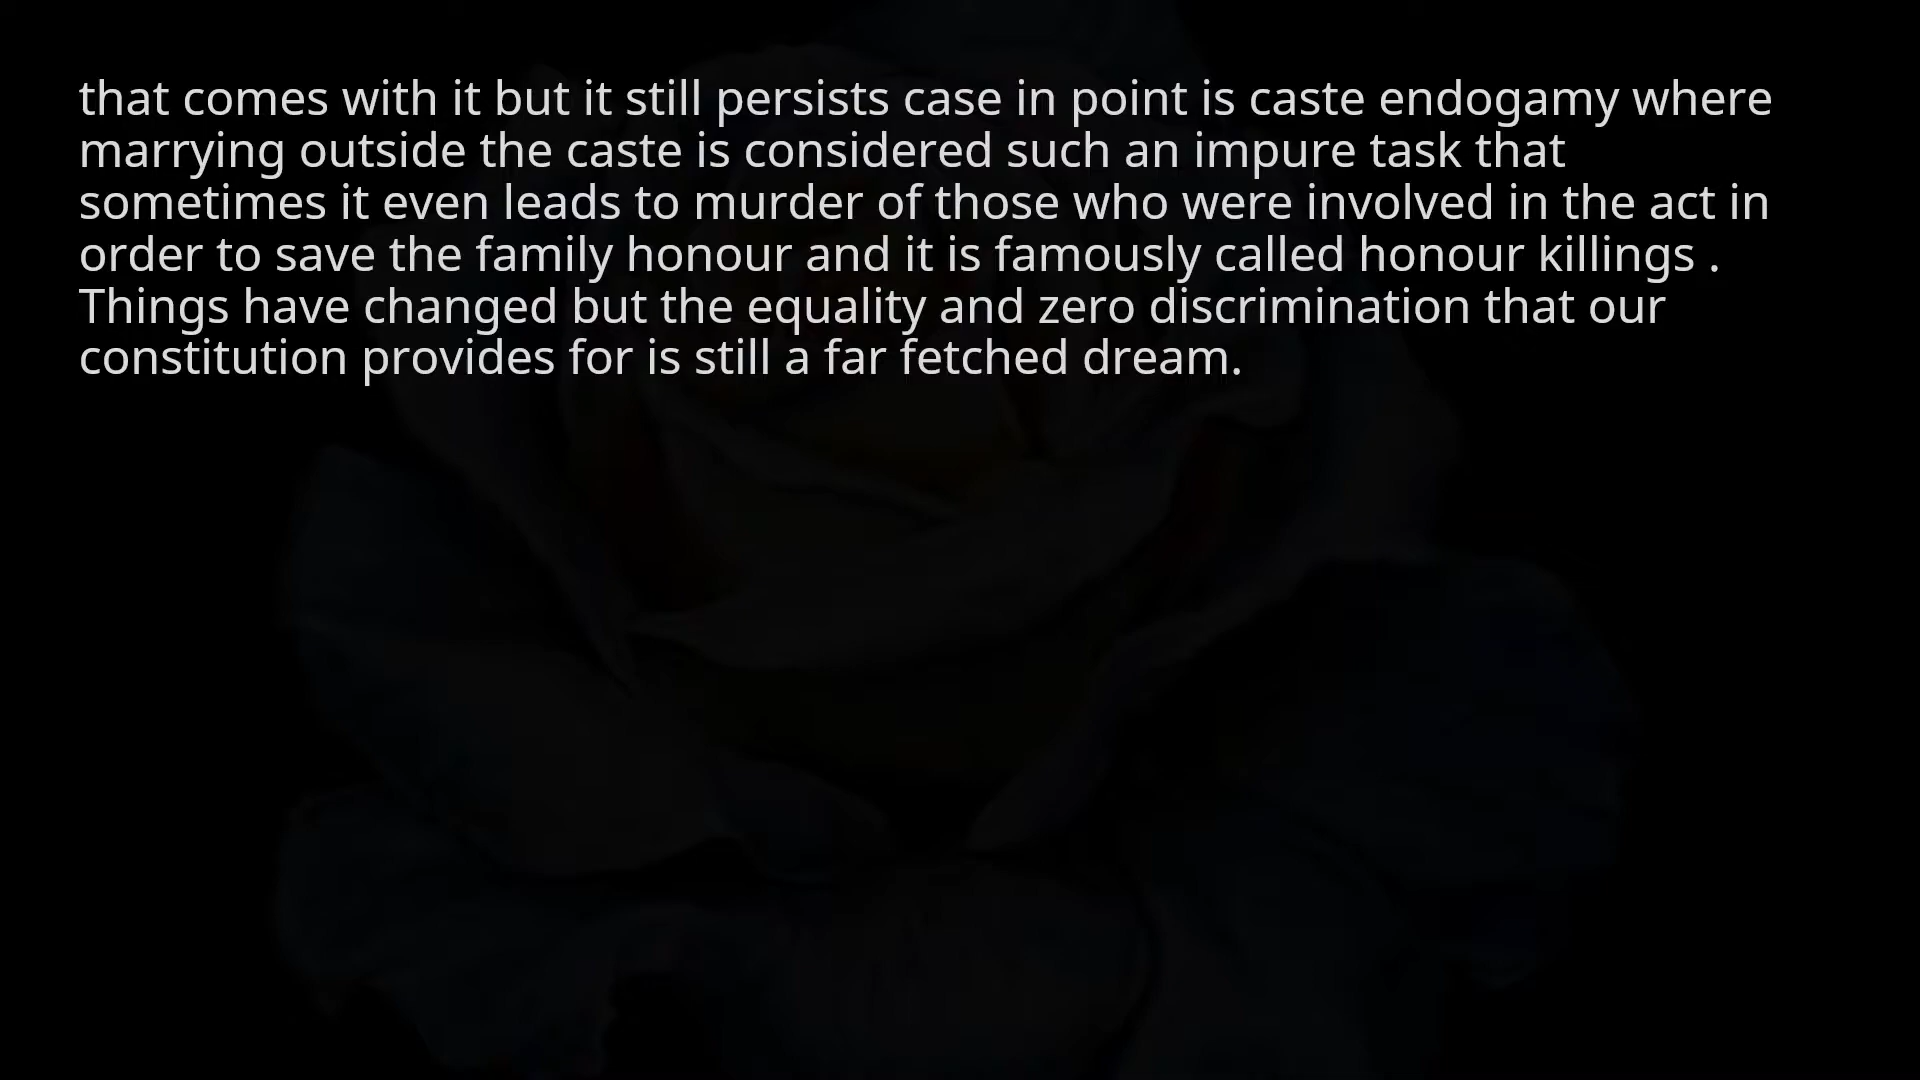 that comes with it but it still persists case in point is caste endogamy where
marrying outside the caste is considered such an impure task that
sometimes it even leads to murder of those who were involved in the act in
order to save the family honour and it is famously called honour killings .
Things have changed but the equality and zero discrimination that our
constitution provides for is still a far fetched dream.